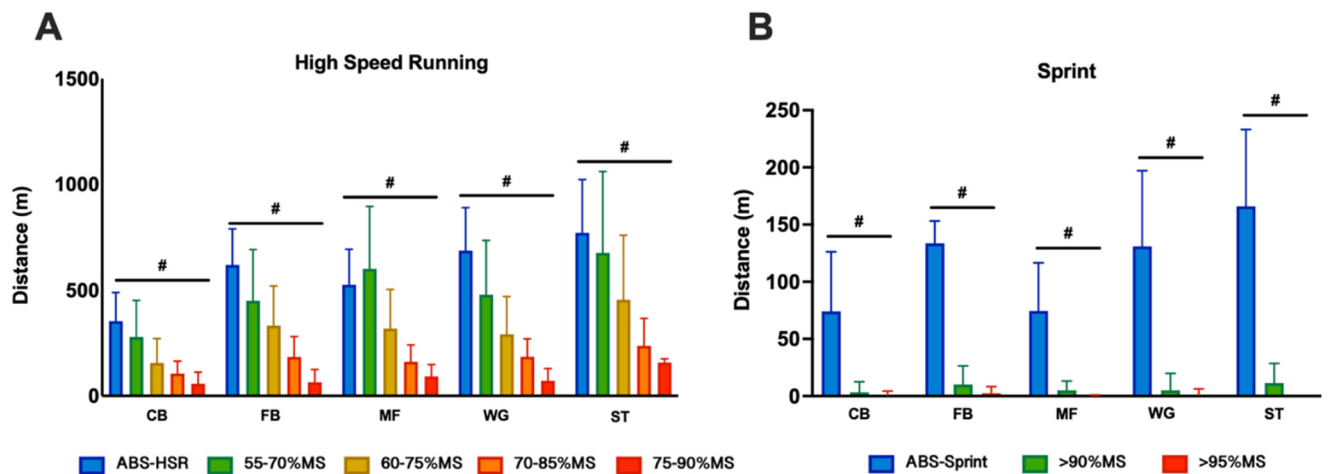 A
High Speed Running
Distance (m)
1500
1000
500
0
#
#
#
#
#
CB
FB
MF
WG
ST
ABS-HSR
55-70%MS
60-75%MS
70-85%MS
75-90%MS
B
Sprint
Distance (m)
250
200
150
100
50
0
#
#
#
#
#
CB
FB
MF
WG
ST
ABS-Sprint
>90%MS
>95%MS